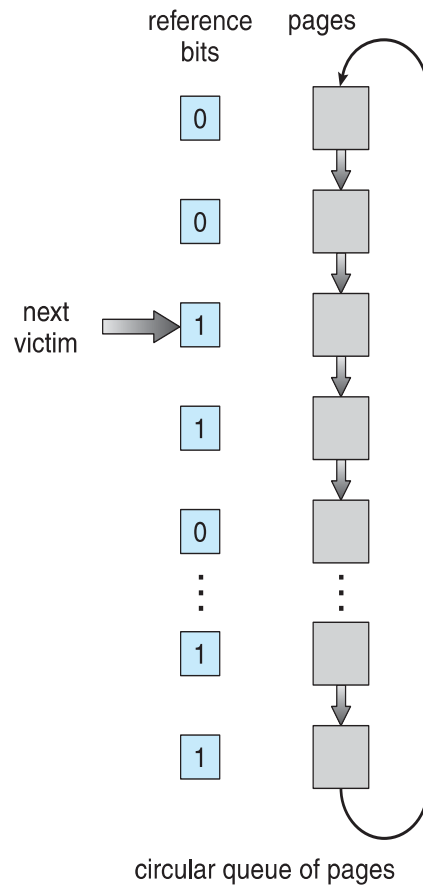 reference
bits
pages
0
0
next
victim
1
1
0
1
1
circular queue of pages